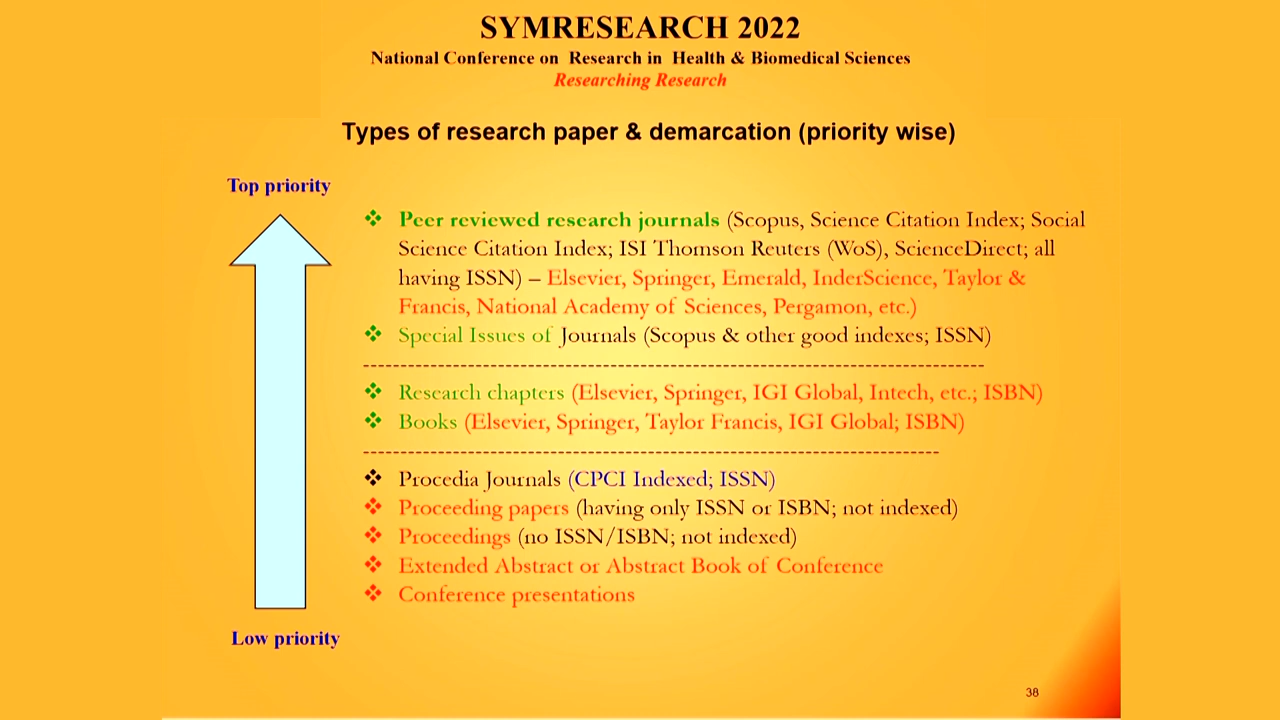 SYMRESEARCH 2022
National Conference on Research in Health & Biomedical Sciences
Researching Research
Types of research paper & demarcation (priority wise)
Top priority
❖ Peer reviewed research journals (Scopus, Science Citation Index; Social
Science Citation Index; ISI Thomson Reuters (WoS), ScienceDirect; all
having ISSN) – Elsevier, Springer, Emerald, InderScience, Taylor &
Francis, National Academy of Sciences, Pergamon, etc.)
❖ Special Issues of Journals (Scopus & other good indexes; ISSN)
------------------------------------------------------------------------------------
❖ Research chapters (Elsevier, Springer, IGI Global, Intech, etc.; ISBN)
❖ Books (Elsevier, Springer, Taylor Francis, IGI Global; ISBN)
------------------------------------------------------------------------------
❖ Procedia Journals (CPCI Indexed; ISSN)
❖ Proceeding papers (having only ISSN or ISBN; not indexed)
❖ Proceedings (no ISSN/ISBN; not indexed)
❖ Extended Abstract or Abstract Book of Conference
❖ Conference presentations
Low priority
38